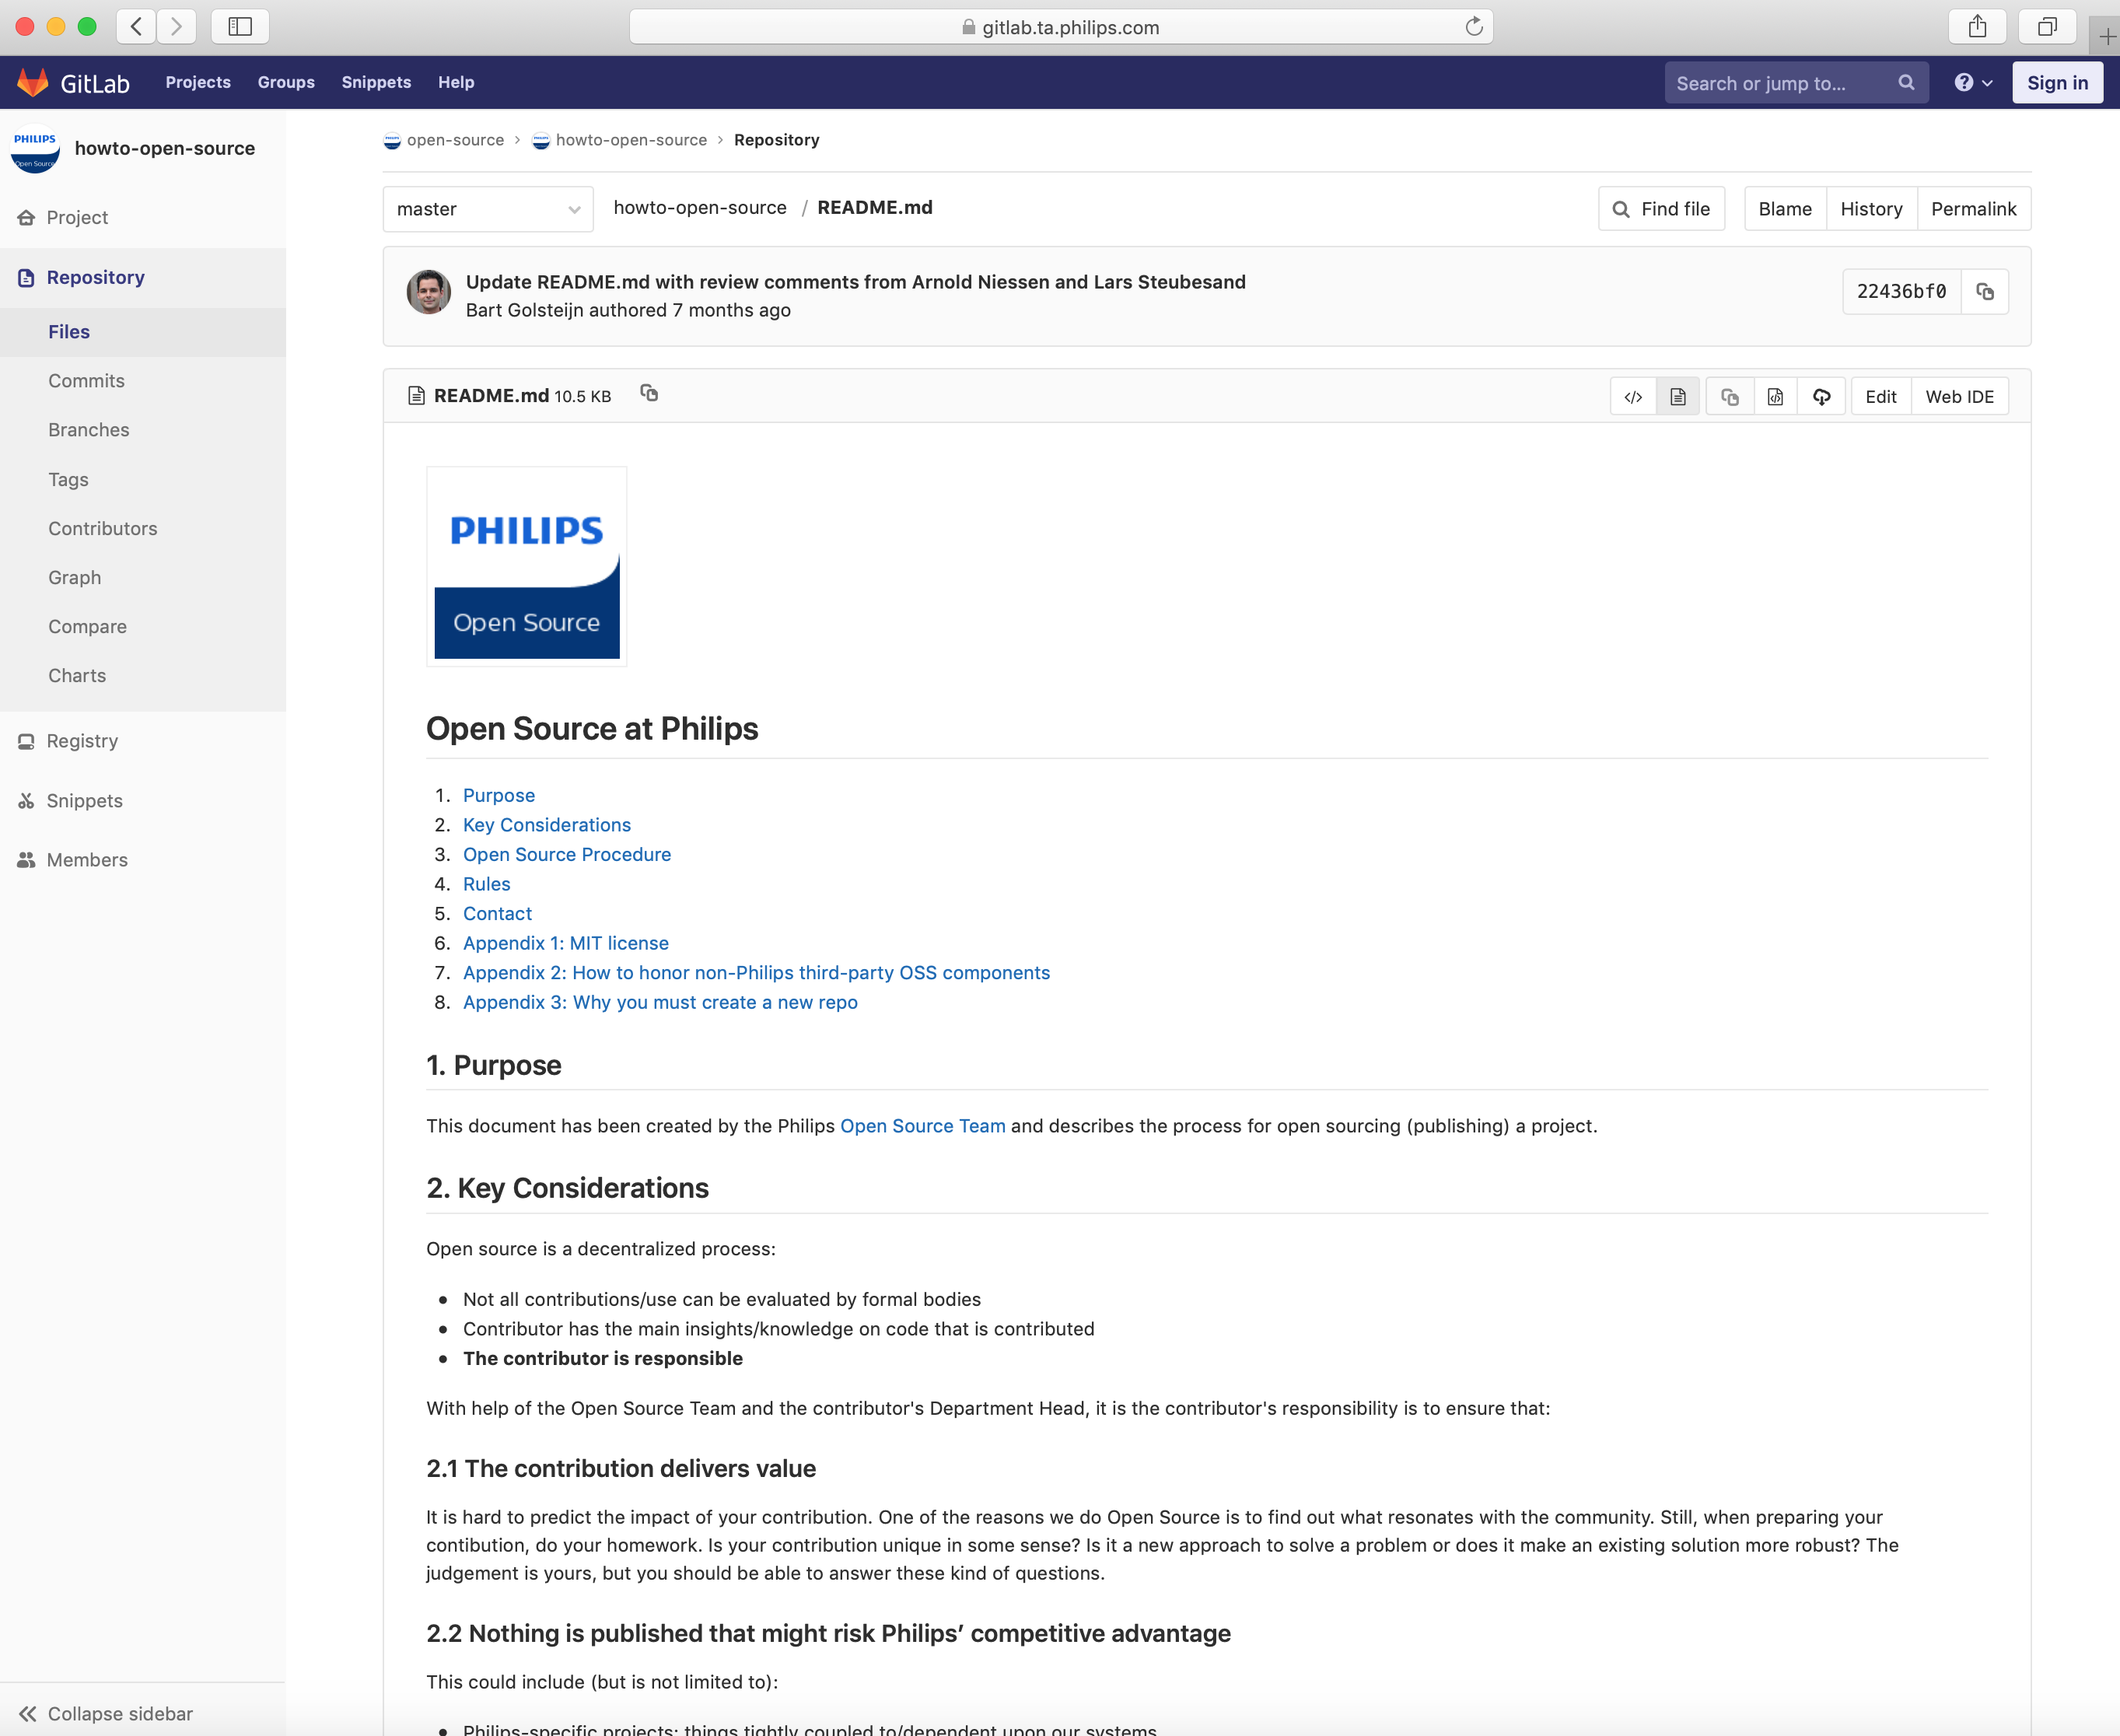 gitlab.ta.philips.com
GitLab Projects Groups Snippets Help Search or jump to... Sign in
PHILIPS
Open Source
howto-open-source
Project
Repository
Files
Commits
Branches
Tags
Contributors
Graph
Compare
Charts
Registry
Snippets
Members
Collapse sidebar
open-source > howto-open-source > Repository
master howto-open-source / README.md Find file Blame History Permalink
Update README.md with review comments from Arnold Niessen and Lars Steubesand
Bart Golsteijn authored 7 months ago
22436bf0
README.md 10.5 KB </> Edit Web IDE
PHILIPS
Open Source
Open Source at Philips
1. Purpose
2. Key Considerations
3. Open Source Procedure
4. Rules
5. Contact
6. Appendix 1: MIT license
7. Appendix 2: How to honor non-Philips third-party OSS components
8. Appendix 3: Why you must create a new repo
1. Purpose
This document has been created by the Philips Open Source Team and describes the process for open sourcing (publishing) a project.
2. Key Considerations
Open source is a decentralized process:
• Not all contributions/use can be evaluated by formal bodies
• Contributor has the main insights/knowledge on code that is contributed
• The contributor is responsible
With help of the Open Source Team and the contributor's Department Head, it is the contributor's responsibility is to ensure that:
2.1 The contribution delivers value
It is hard to predict the impact of your contribution. One of the reasons we do Open Source is to find out what resonates with the community. Still, when preparing your
contibution, do your homework. Is your contribution unique in some sense? Is it a new approach to solve a problem or does it make an existing solution more robust? The
judgement is yours, but you should be able to answer these kind of questions.
2.2 Nothing is published that might risk Philips’ competitive advantage
This could include (but is not limited to):
• Philips-specific projects: things tightly coupled to/dependent upon our systems